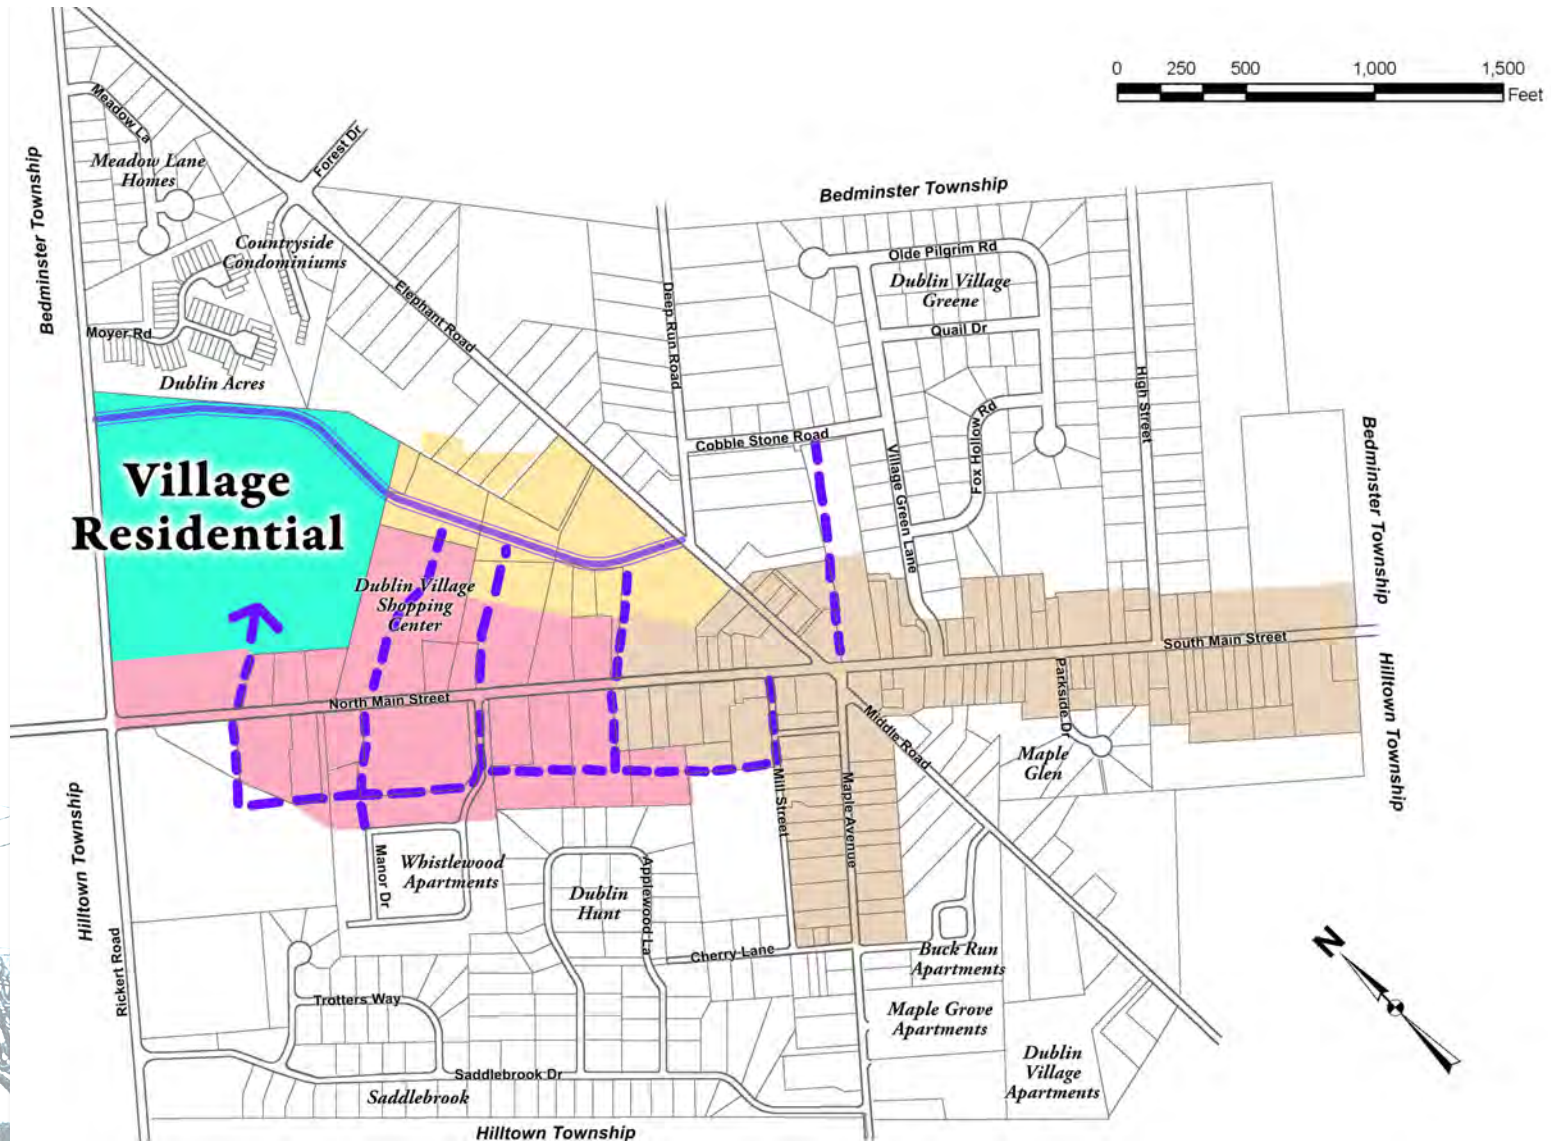 0 250 500 1,000 1,500
Feet
Meadow La
Forest Dr
Meadow Lane
Homes
Bedminster Township
Bedminster Township
Countryside
Condominiums
Olde Pilgrim Rd
Dublin Village
Greene
Elephant Road
Deep Run Road
Quail Dr
Moyer Rd
Dublin Acres
High Street
Cobble Stone Road
Fox Hollow Rd
Village Green Lane
Bedminster Township
Village
Residential
Dublin Village
Shopping
Center
North Main Street
South Main Street
Parkside Dr
Middle Road
Maple
Glen
Hilltown Township
Hilltown Township
Mill Street
Maple Avenue
Manor Dr
Whistlewood
Apartments
Applewood La
Dublin
Hunt
Rickert Road
Cherry Lane
Buck Run
Apartments
N
Trotters Way
Maple Grove
Apartments
Saddlebrook Dr
Saddlebrook
Dublin
Village
Apartments
Hilltown Township